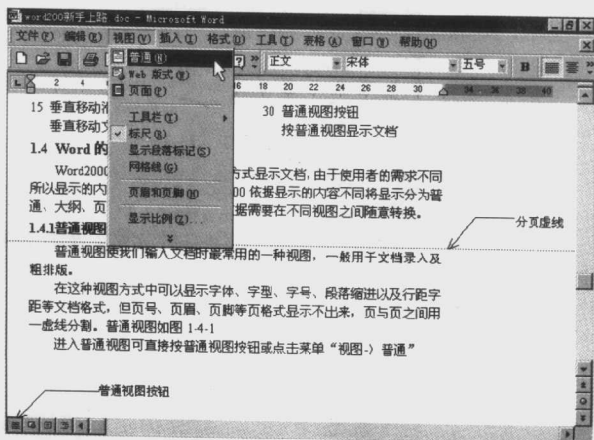 word200新手上路 doc - Microsoft Word
文件(F) 编辑(E) 视图(V) 插入(I) 格式(O) 工具(T) 表格(A) 窗口(W) 帮助(H)
正文 宋体 五号 B
普通(N)
Web 版式(W)
页面(P)
工具栏(T)
标尺(R)
显示段落标记(S)
网格线(G)
页眉和页脚(H)
显示比例(Z)...
2 4 16 18 20 22 24 26 28 30 34 36 38 40
15 垂直移动 30 普通视图按钮
垂直移动文 按普通视图显示文档
1.4 Word 的
Word2000 方式显示文档,由于使用者的需求不同
所以显示的内 00 依据显示的内容不同将显示分为普
通、大纲、页 据需要在不同视图之间随意转换。
分页虚线
1.4.1普通视图
普通视图使我们输入文档时最常用的一种视图,一般用于文档录入及
粗排版。
在这种视图方式中可以显示字体、字型、字号、段落缩进以及行距字
距等文档格式,但页号、页眉、页脚等页格式显示不出来,页与页之间用
一虚线分割。普通视图如图 1-4-1
进入普通视图可直接按普通视图按钮或点击菜单“视图-〉普通”
普通视图按钮